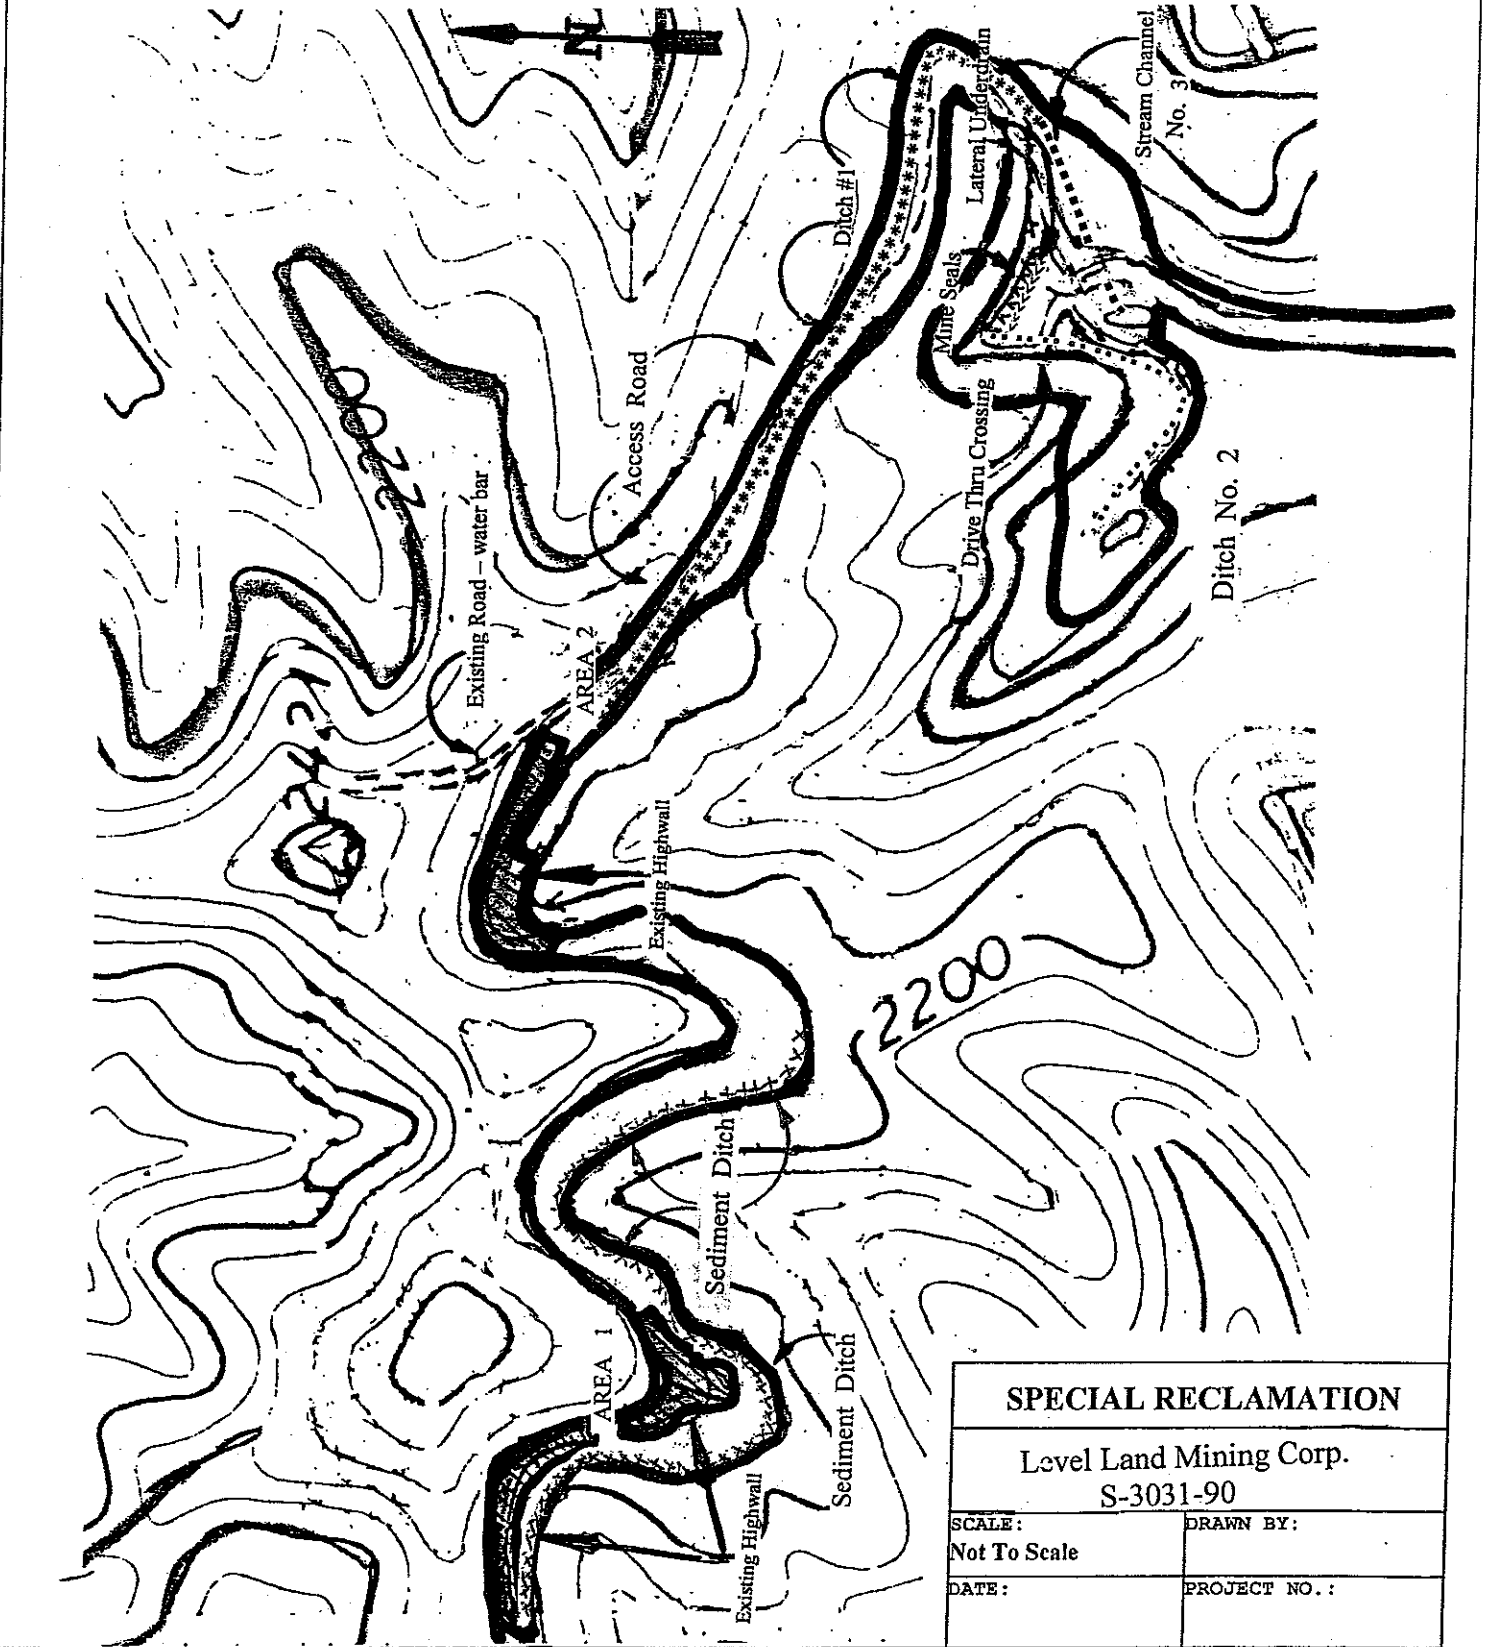 N
Lateral Underdrain
Stream Channel
No. 3
Ditch #1
Mine Seals
2200
Access Road
Drive Thru Crossing
Existing Road – water bar
Ditch No. 2
AREA 2
Existing Highwall
2200
Sediment Ditch
AREA 1
Sediment Ditch
Existing Highwall
SPECIAL RECLAMATION
Level Land Mining Corp.
S-3031-90
SCALE:
Not To Scale
DRAWN BY:
DATE:
PROJECT NO.: